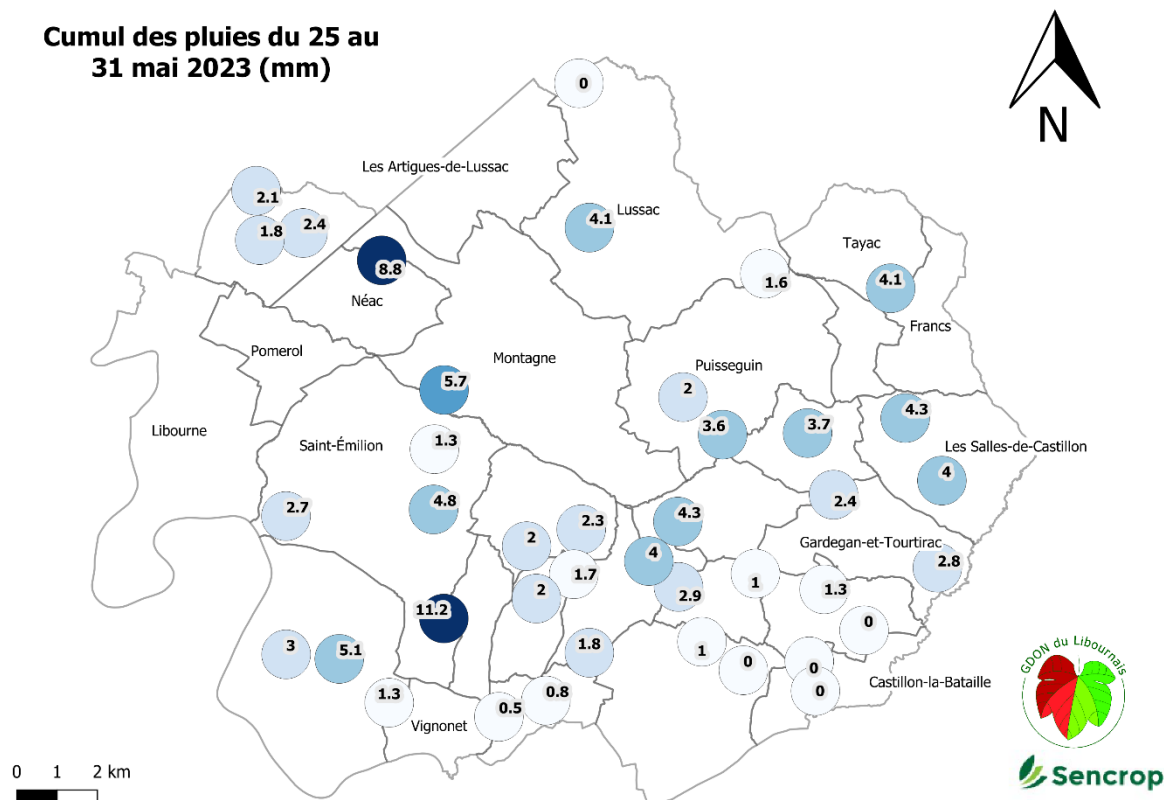 Cumul des pluies du 25 au
31 mai 2023 (mm)
N
0
Les Artigues-de-Lussac
2.1
1.8
2.4
4.1
Lussac
Tayac
8.8
1.6
4.1
Néac
Francs
Pomerol
Montagne
Puisseguin
5.7
2
Libourne
Saint-Émilion
1.3
3.6
3.7
4.3
Les Salles-de-Castillon
4
2.7
4.8
2.4
2
2.3
4.3
Gardegan-et-Tourtirac
4
2.8
1.7
2
2.9
1
1.3
11.2
0
3
5.1
1.8
1
0
0
0
Castillon-la-Bataille
1.3
Vignonet
0.5
0.8
GDON du Libournais
0 1 2 km
Sencrop